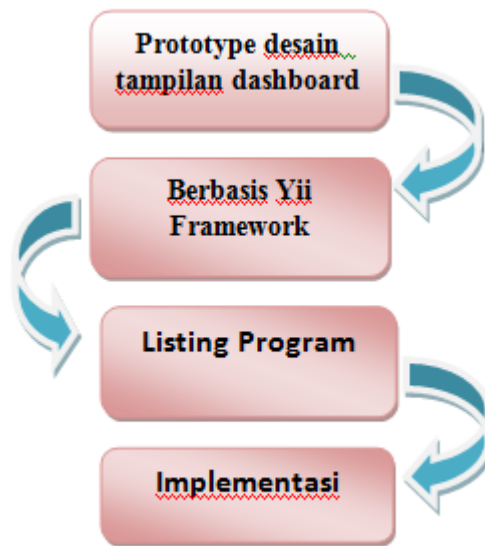 Prototype desain
tampilan dashboard
Berbasis Yii
Framework
Listing Program
Implementasi